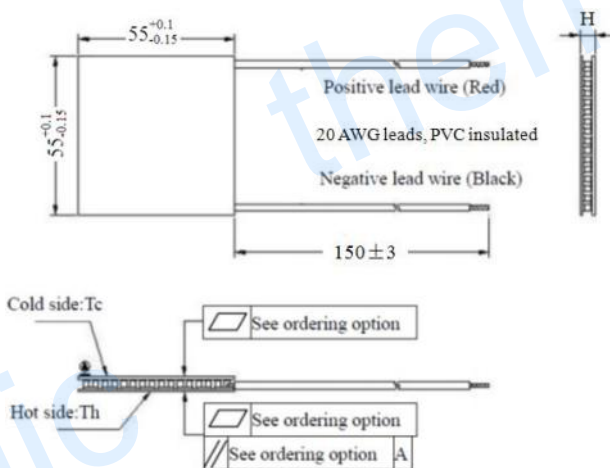 55+0.1 -0.15
H
then
Positive lead wire (Red)
55+0.1 -0.15
20 AWG leads, PVC insulated
Negative lead wire (Black)
150±3
Cold side:Tc
See ordering option
Hot side:Th
See ordering option
See ordering option A
ic